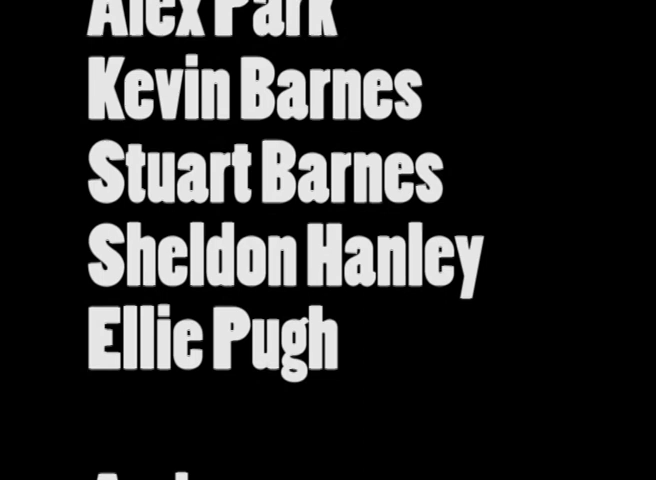 Alex Park
Kevin Barnes
Stuart Barnes
Sheldon Hanley
Ellie Pugh